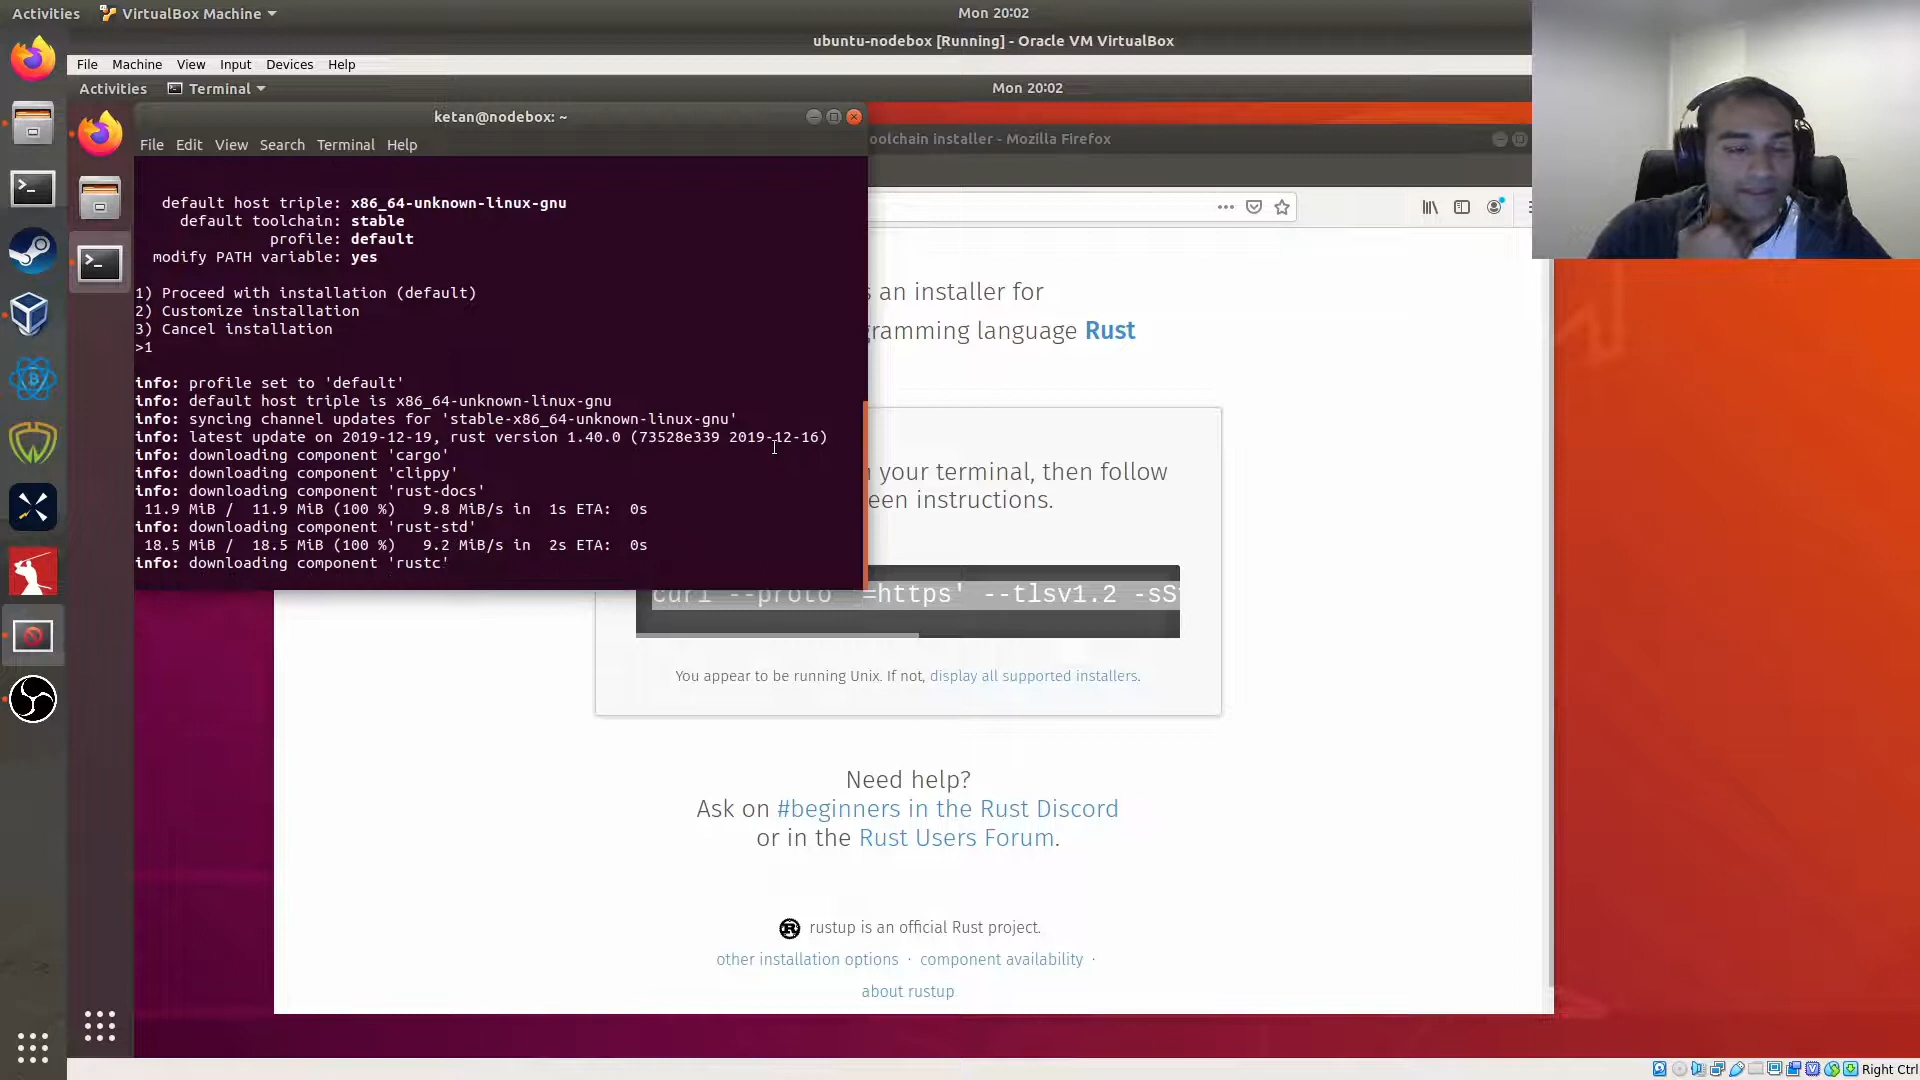 Activities VirtualBox Machine Mon 20:02
ubuntu-nodebox [Running] - Oracle VM VirtualBox
File Machine View Input Devices Help
Activities Terminal Mon 20:02
ketan@nodebox: ~
oolchain installer - Mozilla Firefox
File Edit View Search Terminal Help
default host triple: x86_64-unknown-linux-gnu
default toolchain: stable
profile: default
modify PATH variable: yes
1) Proceed with installation (default)
2) Customize installation
3) Cancel installation
>1
info: profile set to 'default'
info: default host triple is x86_64-unknown-linux-gnu
info: syncing channel updates for 'stable-x86_64-unknown-linux-gnu'
info: latest update on 2019-12-19, rust version 1.40.0 (73528e339 2019-12-16)
info: downloading component 'cargo'
info: downloading component 'clippy'
info: downloading component 'rust-docs'
11.9 MiB / 11.9 MiB (100 %) 9.8 MiB/s in 1s ETA: 0s
info: downloading component 'rust-std'
18.5 MiB / 18.5 MiB (100 %) 9.2 MiB/s in 2s ETA: 0s
info: downloading component 'rustc'
s an installer for
gramming language Rust
n your terminal, then follow
een instructions.
curl --proto '=https' --tlsv1.2 -sS
You appear to be running Unix. If not, display all supported installers.
Need help?
Ask on #beginners in the Rust Discord
or in the Rust Users Forum.
rustup is an official Rust project.
other installation options · component availability ·
about rustup
Right Ctrl